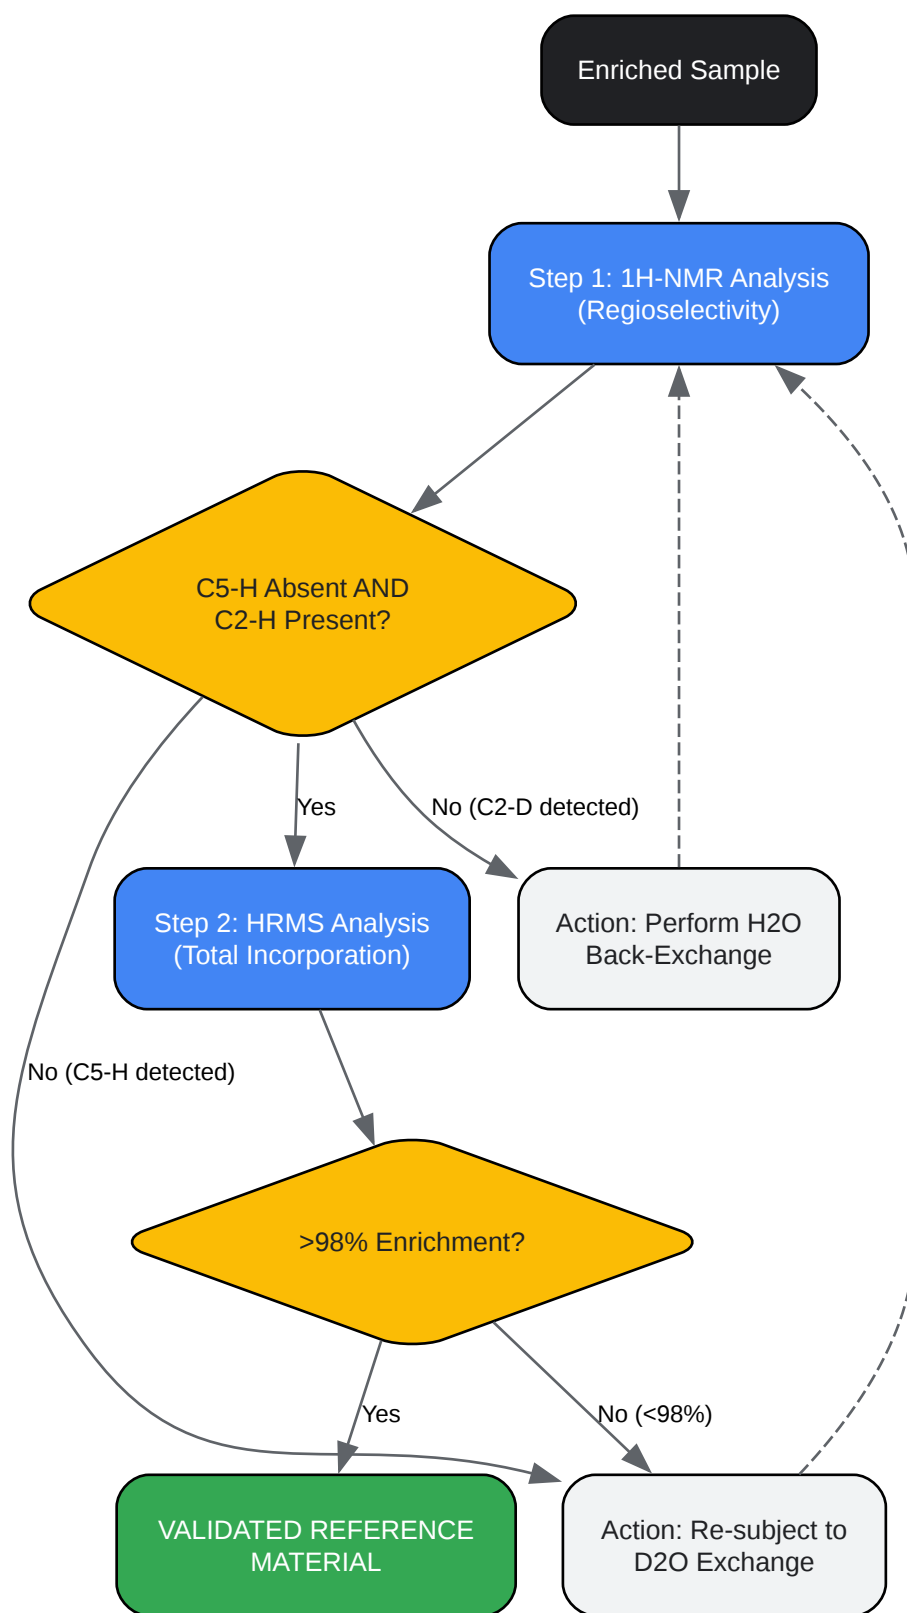 Enriched Sample
Step 1: 1H-NMR Analysis
(Regioselectivity)
C5-H Absent AND
C2-H Present?
Yes
No (C2-D detected)
Step 2: HRMS Analysis
(Total Incorporation)
Action: Perform H2O
Back-Exchange
No (C5-H detected)
>98% Enrichment?
Yes
No (<98%)
VALIDATED REFERENCE
MATERIAL
Action: Re-subject to
D2O Exchange